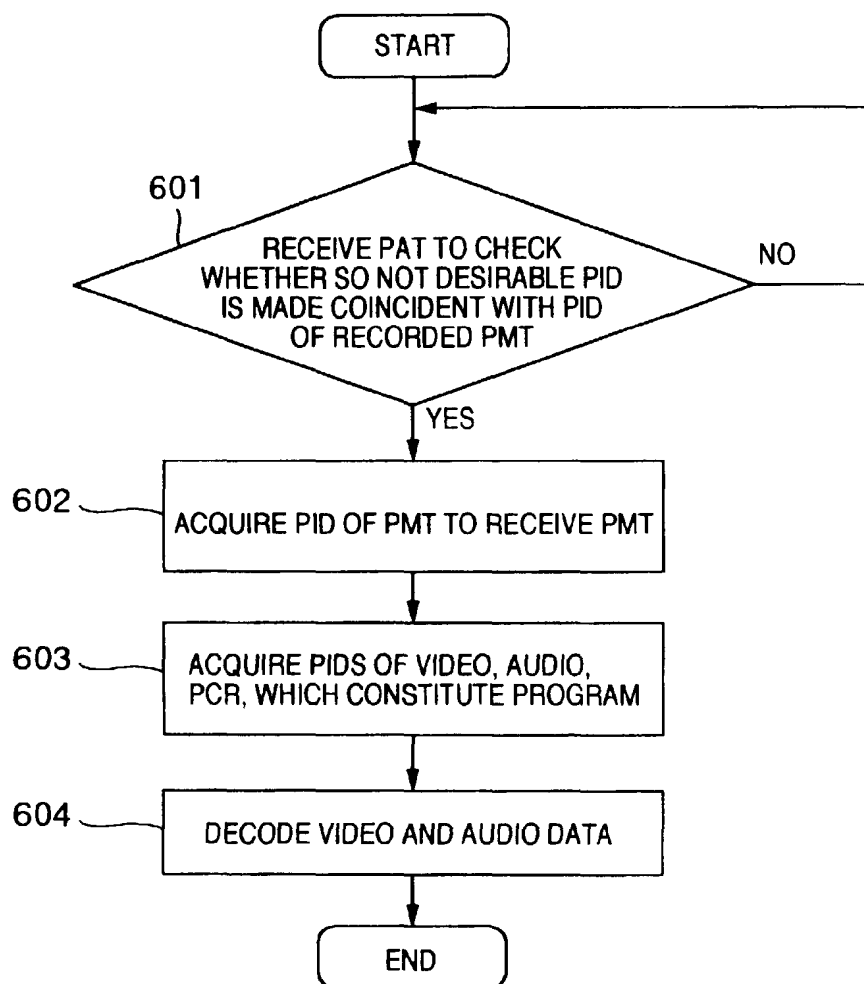 START
601
RECEIVE PAT TO CHECK
WHETHER SO NOT DESIRABLE PID
IS MADE COINCIDENT WITH PID
OF RECORDED PMT
NO
YES
602
ACQUIRE PID OF PMT TO RECEIVE PMT
603
ACQUIRE PIDS OF VIDEO, AUDIO,
PCR, WHICH CONSTITUTE PROGRAM
604
DECODE VIDEO AND AUDIO DATA
END